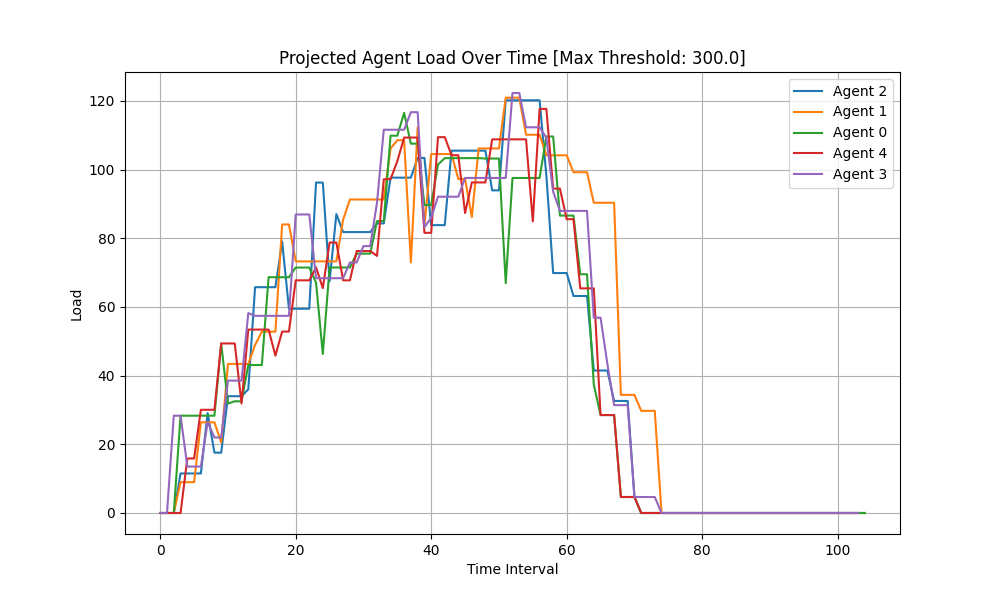 Projected Agent Load Over Time [Max Threshold: 300.0]
Load
120
100
80
60
40
20
0
0 20 40 60 80 100
Time Interval
Agent 2
Agent 1
Agent 0
Agent 4
Agent 3